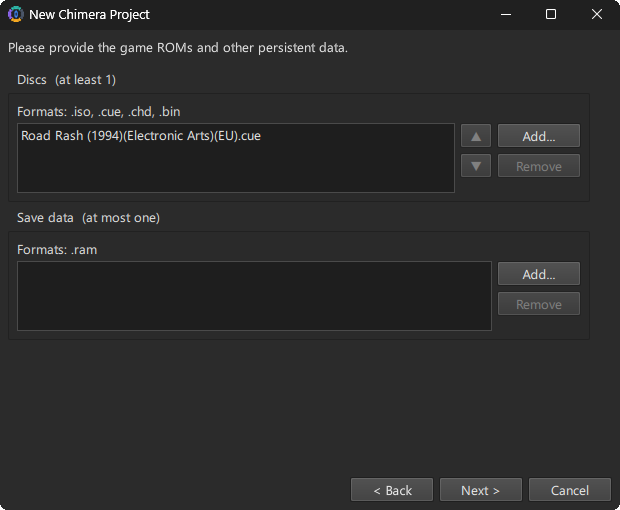 New Chimera Project
Please provide the game ROMs and other persistent data.
Discs (at least 1)
Formats: .iso, .cue, .chd, .bin
Road Rash (1994)(Electronic Arts)(EU).cue
▲ Add...
▼ Remove
Save data (at most one)
Formats: .ram
Add...
Remove
< Back Next > Cancel